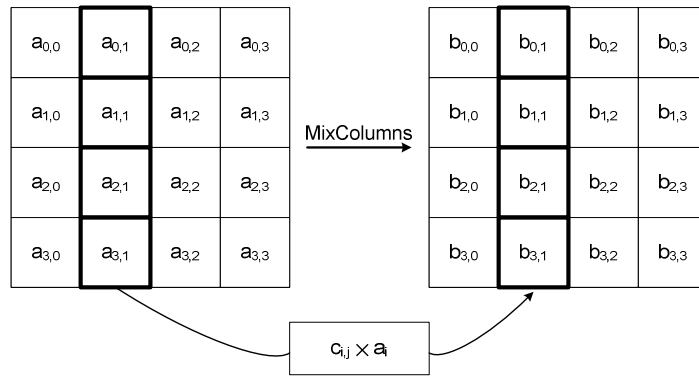 a0,0 a0,1 a0,2 a0,3 b0,0 b0,1 b0,2 b0,3
a1,0 a1,1 a1,2 a1,3 b1,0 b1,1 b1,2 b1,3
MixColumns
a2,0 a2,1 a2,2 a2,3 b2,0 b2,1 b2,2 b2,3
a3,0 a3,1 a3,2 a3,3 b3,0 b3,1 b3,2 b3,3
ci,j × ai